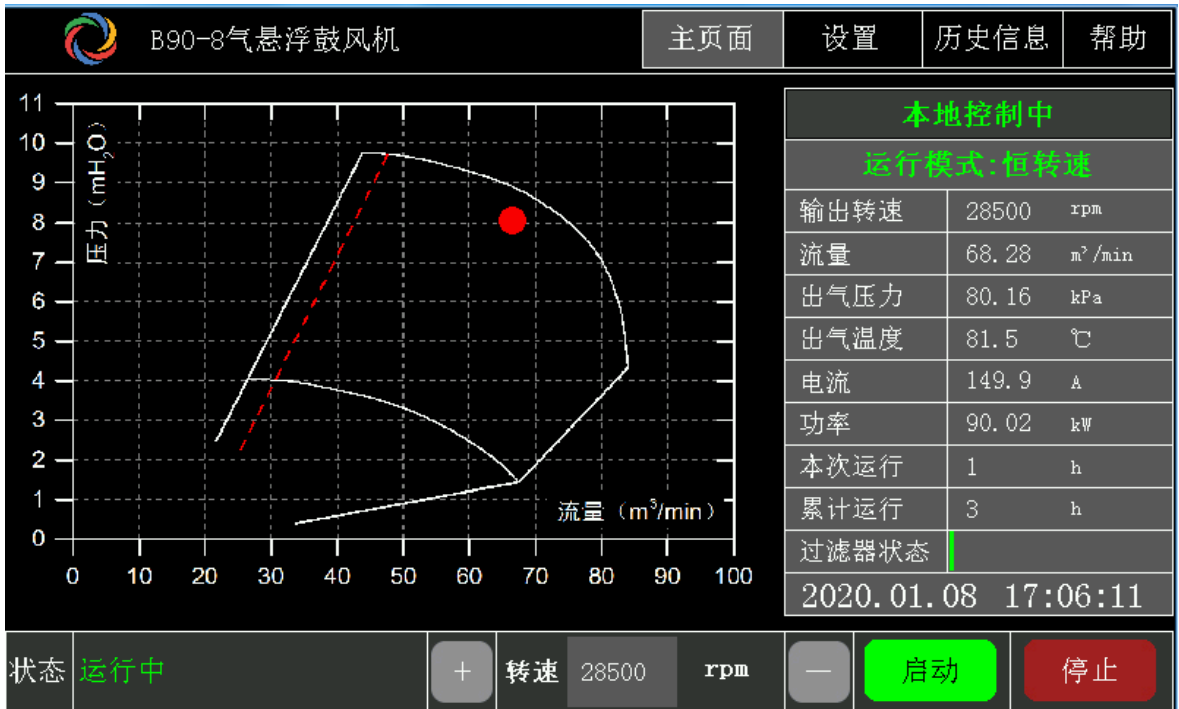 B90-8气悬浮鼓风机 主页面 设置 历史信息 帮助
11
10
9
8
7
6
5
4
3
2
1
0
压力（mH₂O）
流量（m³/min）
0 10 20 30 40 50 60 70 80 90 100
本地控制中
运行模式:恒转速
输出转速 28500 rpm
流量 68.28 m³/min
出气压力 80.16 kPa
出气温度 81.5 ℃
电流 149.9 A
功率 90.02 kW
本次运行 1 h
累计运行 3 h
过滤器状态
2020.01.08 17:06:11
状态 运行中 + 转速 28500 rpm — 启动 停止